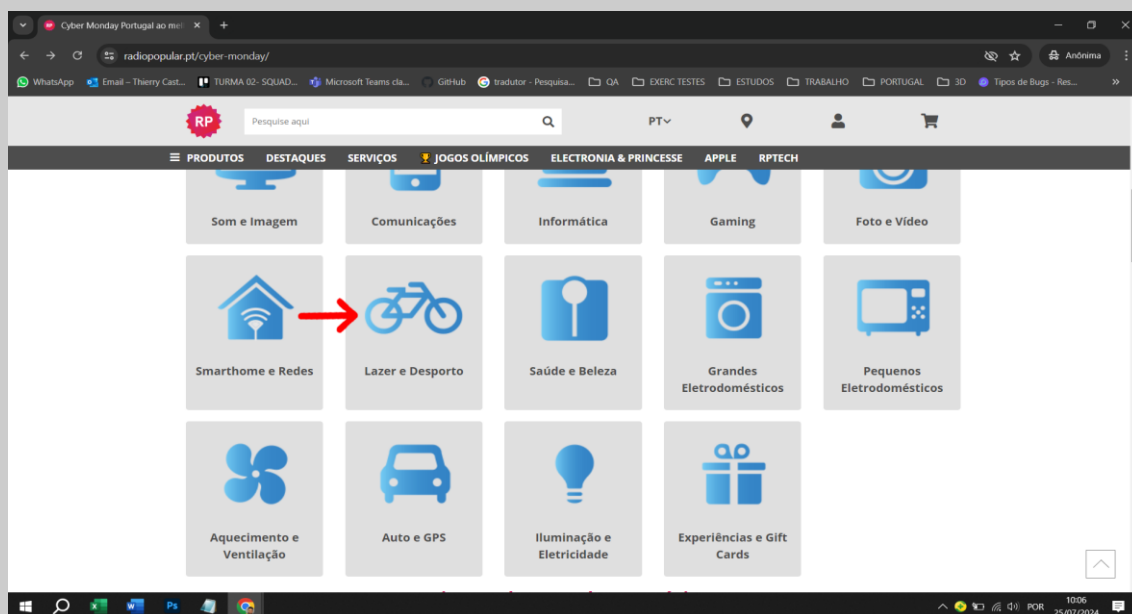 Cyber Monday Portugal ao mel
radiopopular.pt/cyber-monday/
Anónima
WhatsApp
Email – Thierry Cast...
TURMA 02- SQUAD...
Microsoft Teams cla...
GitHub
tradutor - Pesquisa...
QA
EXERC TESTES
ESTUDOS
TRABALHO
PORTUGAL
3D
Tipos de Bugs - Res...
RP
Pesquise aqui
PT
PRODUTOS
DESTAQUES
SERVIÇOS
JOGOS OLÍMPICOS
ELECTRONIA & PRINCESSE
APPLE
RPTECH
Som e Imagem
Comunicações
Informática
Gaming
Foto e Vídeo
Smarthome e Redes
Lazer e Desporto
Saúde e Beleza
Grandes
Eletrodomésticos
Pequenos
Eletrodomésticos
Aquecimento e
Ventilação
Auto e GPS
Iluminação e
Eletricidade
Experiências e Gift
Cards
Ps
POR
10:06
25/07/2024